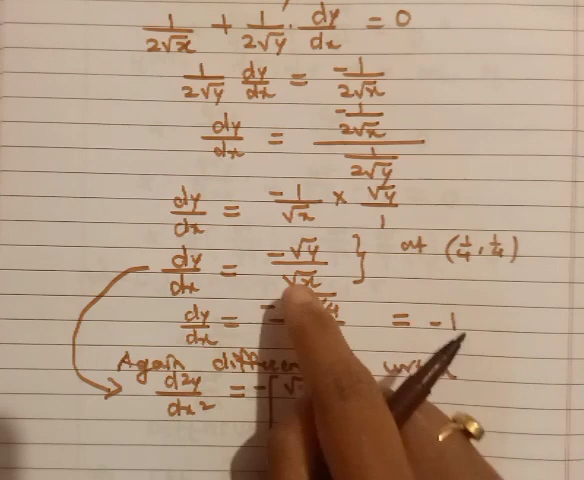 1/2√x + 1/2√y · dy/dx = 0
1/2√y dy/dx = -1/2√x
dy/dx = (-1/2√x)/(1/2√y)
dy/dx = -1/√x × √y/1
dy/dx = -√y/√x } at (1/4, 1/4)
dy/dx = - = -1
Again
d²y/dx² = -[√